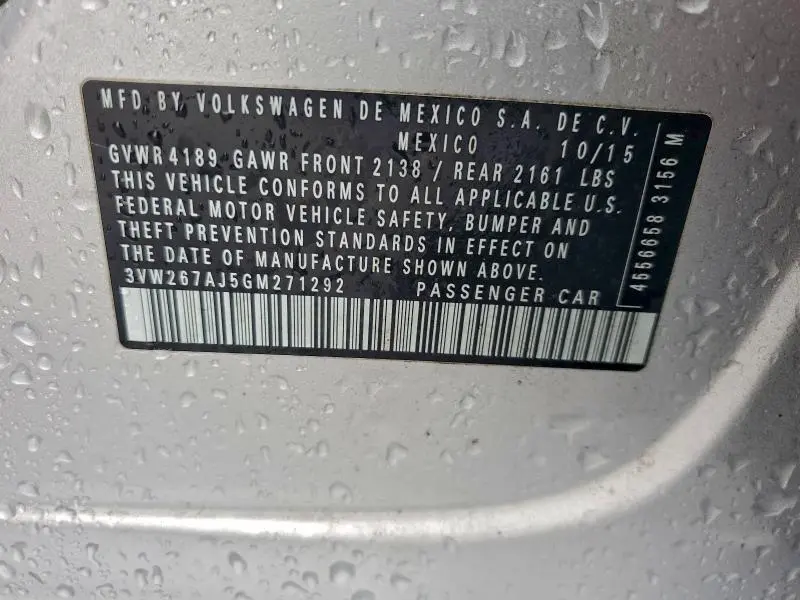 MFD. BY VOLKSWAGEN DE MEXICO S.A. DE C.V.
MEXICO 10/15
GVWR 4189 GAWR FRONT 2138 / REAR 2161 LBS
THIS VEHICLE CONFORMS TO ALL APPLICABLE U.S.
FEDERAL MOTOR VEHICLE SAFETY, BUMPER AND
THEFT PREVENTION STANDARDS IN EFFECT ON
THE DATE OF MANUFACTURE SHOWN ABOVE.
3VW267AJ5GM271292 PASSENGER CAR
4656658 3156 M